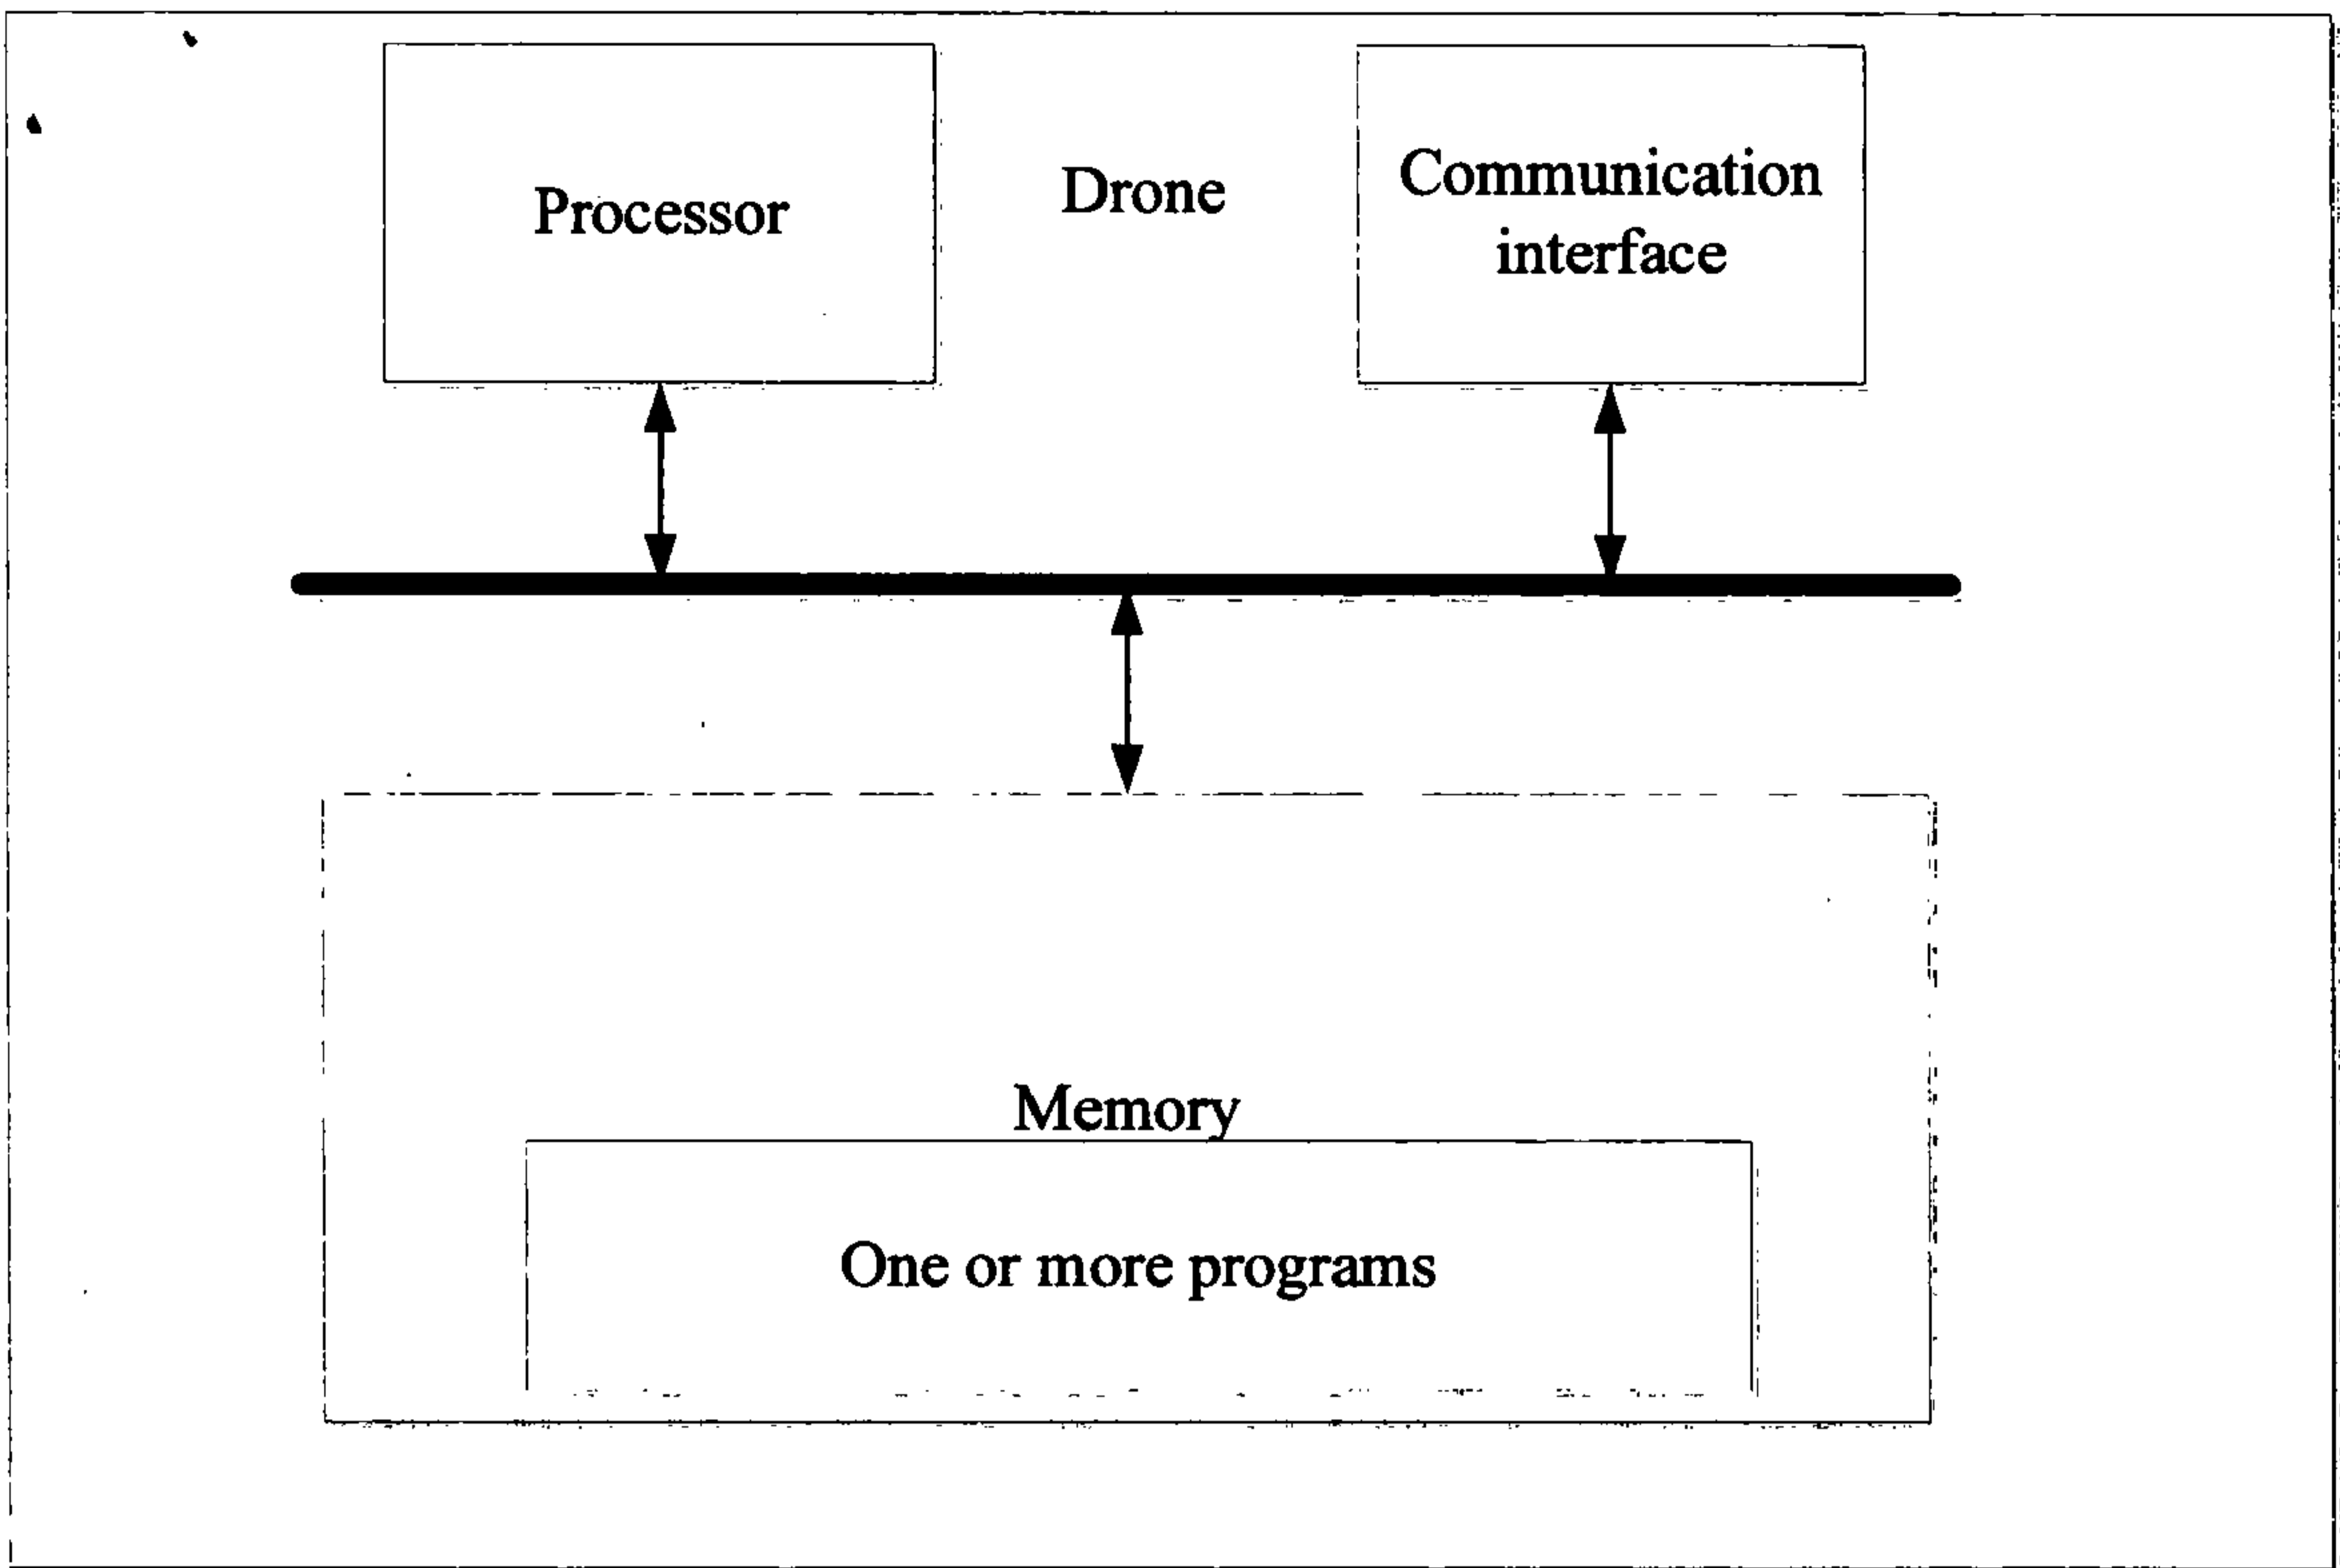 Processor
Drone
Communication
interface
Memory
One or more programs